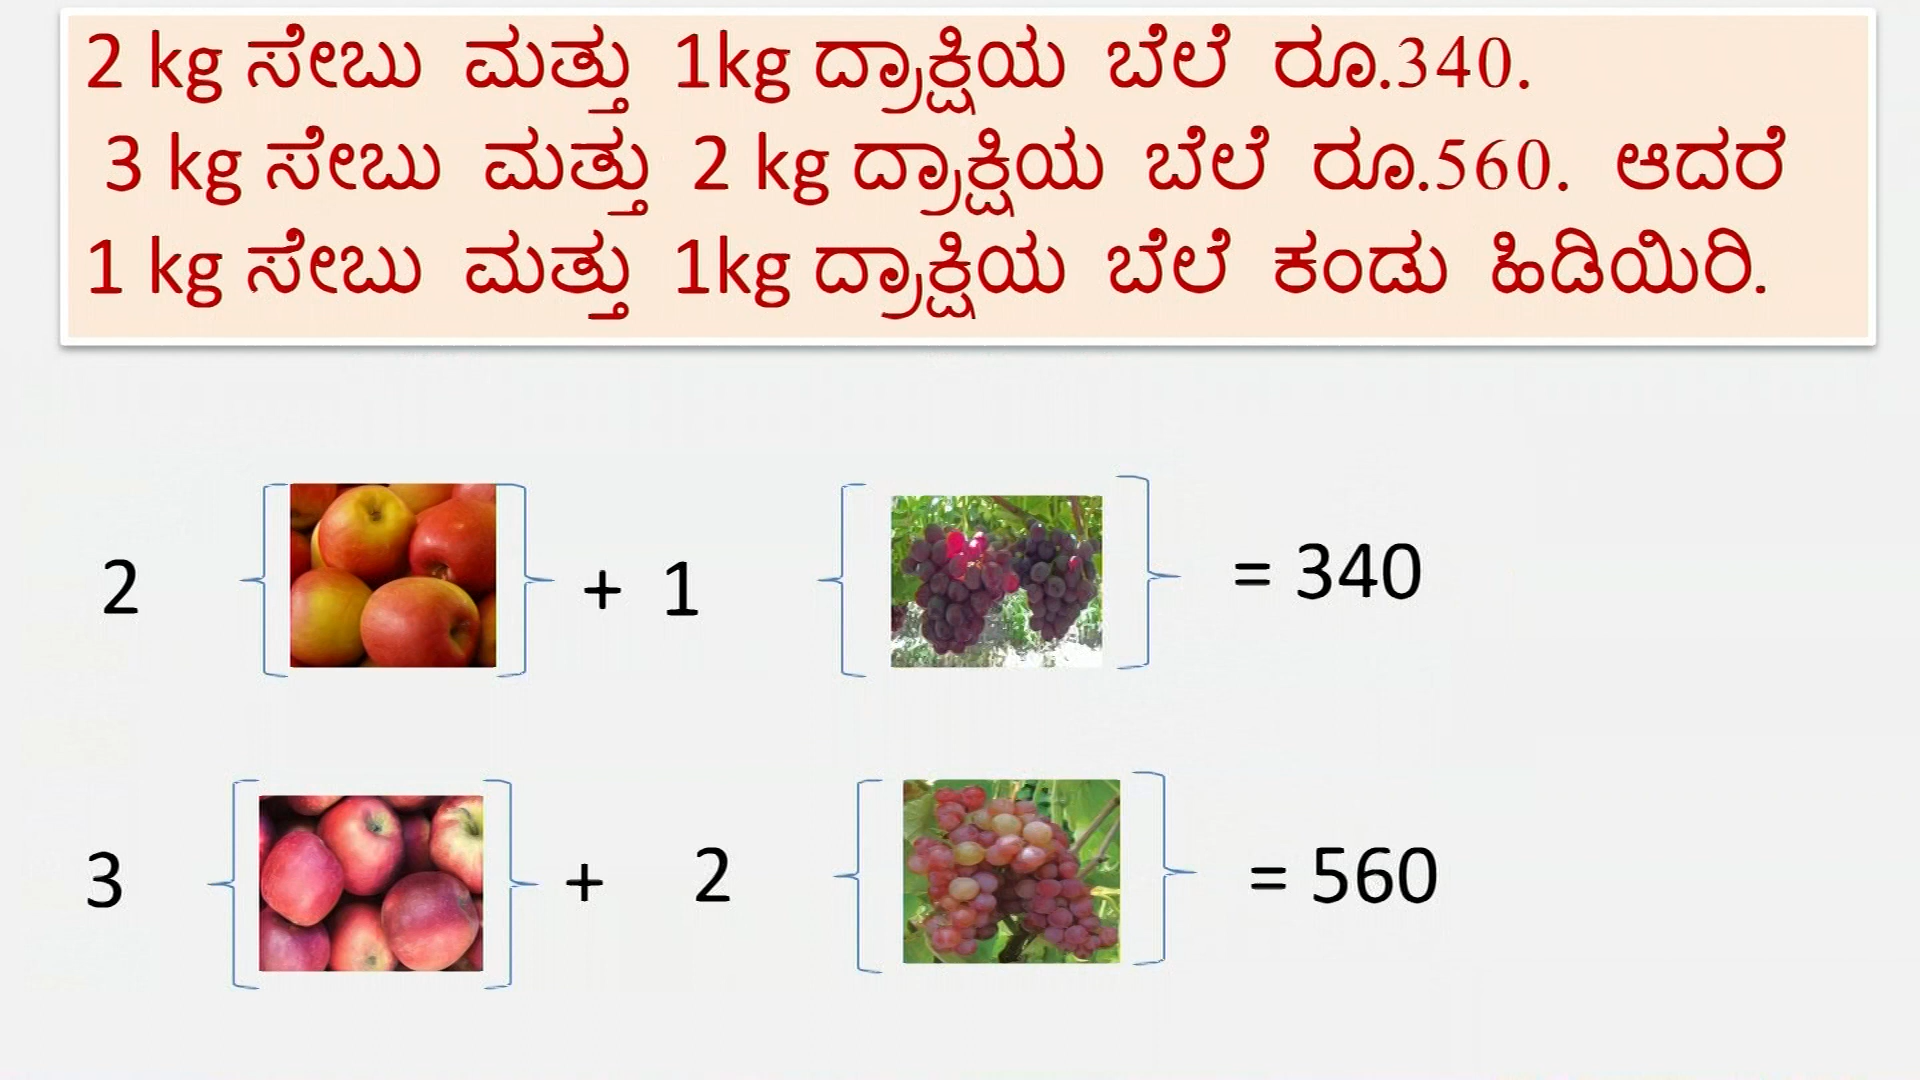 2 kg ಸೇಬು ಮತ್ತು 1kg ದ್ರಾಕ್ಷಿಯ ಬೆಲೆ ರೂ.340.
3 kg ಸೇಬು ಮತ್ತು 2 kg ದ್ರಾಕ್ಷಿಯ ಬೆಲೆ ರೂ.560. ಆದರೆ
1 kg ಸೇಬು ಮತ್ತು 1kg ದ್ರಾಕ್ಷಿಯ ಬೆಲೆ ಕಂಡು ಹಿಡಿಯಿರಿ.
2 + 1 = 340
3 + 2 = 560